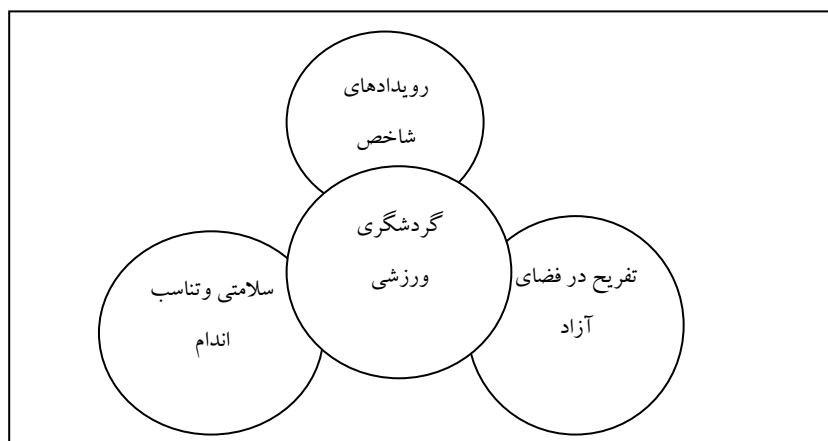 رویدادهای
شاخص
گردشگری
ورزشی
تفریح در فضای
آزاد
سلامتی وتناسب
اندام